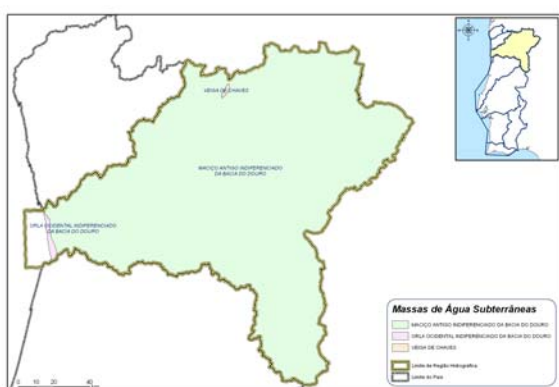 VEIGA DE CHAVES
MACIÇO ANTIGO INDIFERENCIADO
DA BACIA DO DOURO
ORLA OCIDENTAL INDIFERENCIADO
DA BACIA DO DOURO
Massas de Água Subterrâneas
MACIÇO ANTIGO INDIFERENCIADO DA BACIA DO DOURO
ORLA OCIDENTAL INDIFERENCIADO DA BACIA DO DOURO
VEIGA DE CHAVES
Limite de Região Hidrográfica
Limite do País
0 10 20 40